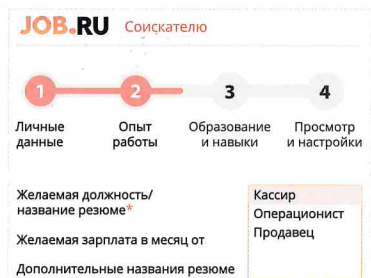 JOB.RU Соискателю
1 2 3 4
Личные данные
Опыт работы
Образование и навыки
Просмотр и настройки
Желаемая должность/
название резюме*
Кассир
Операционист
Продавец
Желаемая зарплата в месяц от
Дополнительные названия резюме